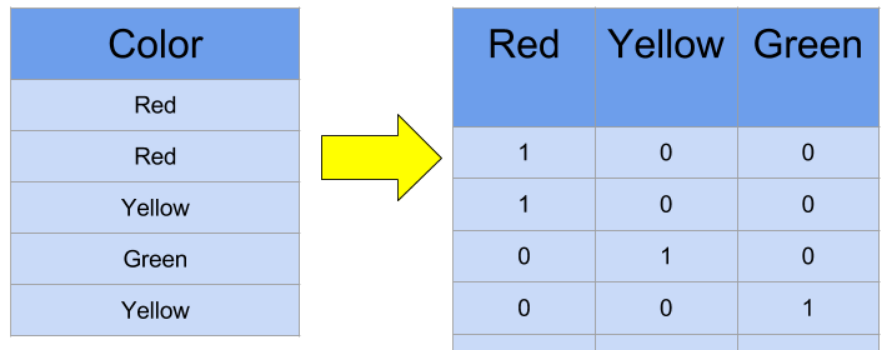 Color
Red
Red
Yellow
Green
Yellow
Red Yellow Green
1 0 0
1 0 0
0 1 0
0 0 1